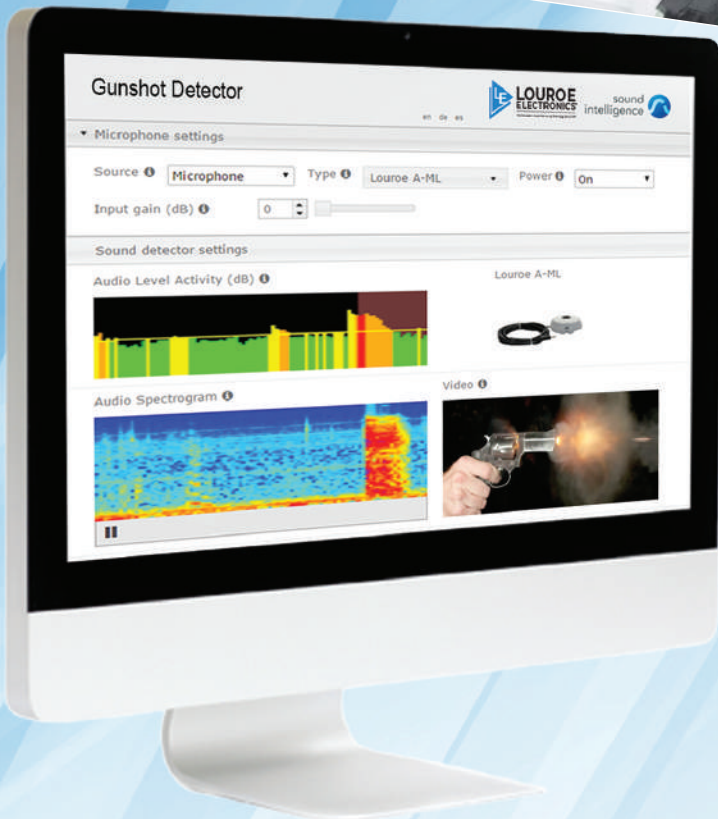 Gunshot Detector
LE LOUROE
ELECTRONICS
sound
intelligence
en de es
Microphone settings
Source Microphone Type Louroe A-ML Power On
Input gain (dB) 0
Sound detector settings
Audio Level Activity (dB)
Louroe A-ML
Audio Spectrogram
Video